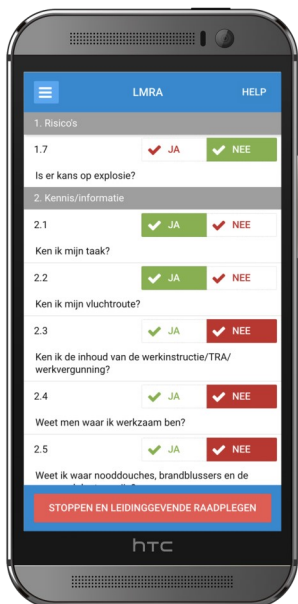 LMRA
HELP
1. Risico's
1.7
JA
NEE
Is er kans op explosie?
2. Kennis/informatie
2.1
JA
NEE
Ken ik mijn taak?
2.2
JA
NEE
Ken ik mijn vluchtroute?
2.3
JA
NEE
Ken ik de inhoud van de werkinstructie/TRA/
werkvergunning?
2.4
JA
NEE
Weet men waar ik werkzaam ben?
2.5
JA
NEE
Weet ik waar nooddouches, brandblussers en de
STOPPEN EN LEIDINGGEVENDE RAADPLEGEN
hTC